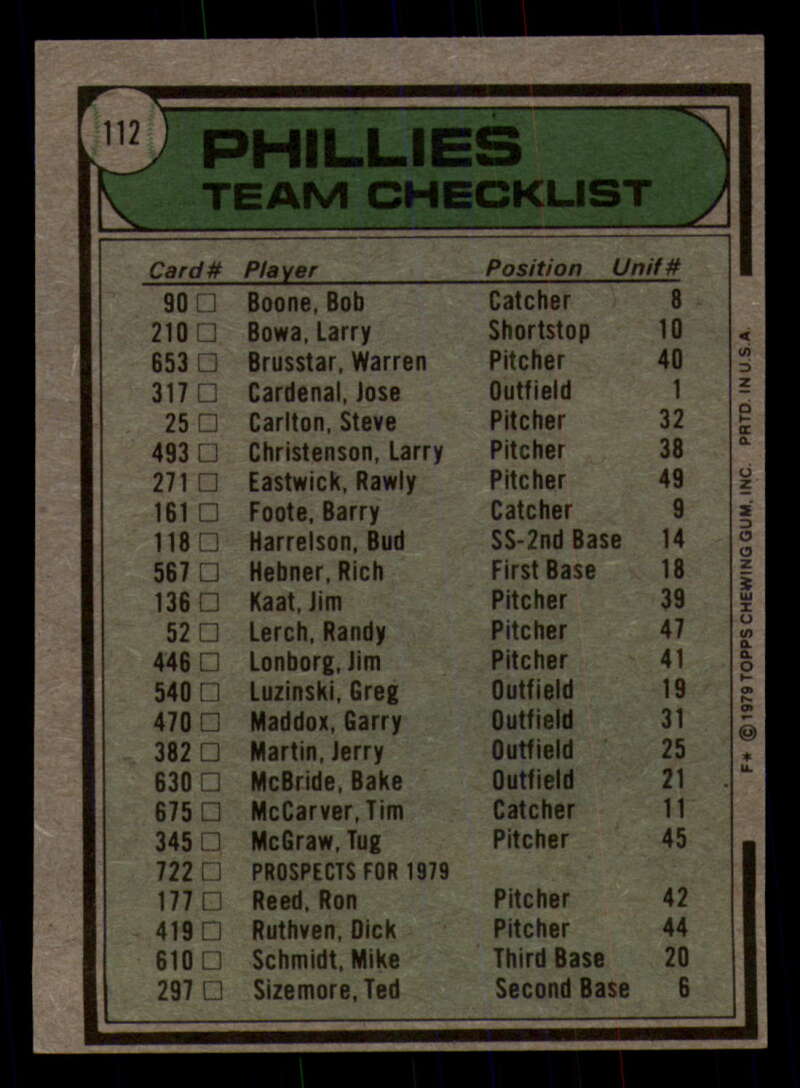 112
PHILLIES
TEAM CHECKLIST
Card# Player Position Unif#
90 □ Boone, Bob Catcher 8
210 □ Bowa, Larry Shortstop 10
653 □ Brusstar, Warren Pitcher 40
317 □ Cardenal, Jose Outfield 1
25 □ Carlton, Steve Pitcher 32
493 □ Christenson, Larry Pitcher 38
271 □ Eastwick, Rawly Pitcher 49
161 □ Foote, Barry Catcher 9
118 □ Harrelson, Bud SS-2nd Base 14
567 □ Hebner, Rich First Base 18
136 □ Kaat, Jim Pitcher 39
52 □ Lerch, Randy Pitcher 47
446 □ Lonborg, Jim Pitcher 41
540 □ Luzinski, Greg Outfield 19
470 □ Maddox, Garry Outfield 31
382 □ Martin, Jerry Outfield 25
630 □ McBride, Bake Outfield 21
675 □ McCarver, Tim Catcher 11
345 □ McGraw, Tug Pitcher 45
722 □ PROSPECTS FOR 1979
177 □ Reed, Ron Pitcher 42
419 □ Ruthven, Dick Pitcher 44
610 □ Schmidt, Mike Third Base 20
297 □ Sizemore, Ted Second Base 6
F* © 1979 TOPPS CHEWING GUM, INC. PRTD. IN U.S.A.